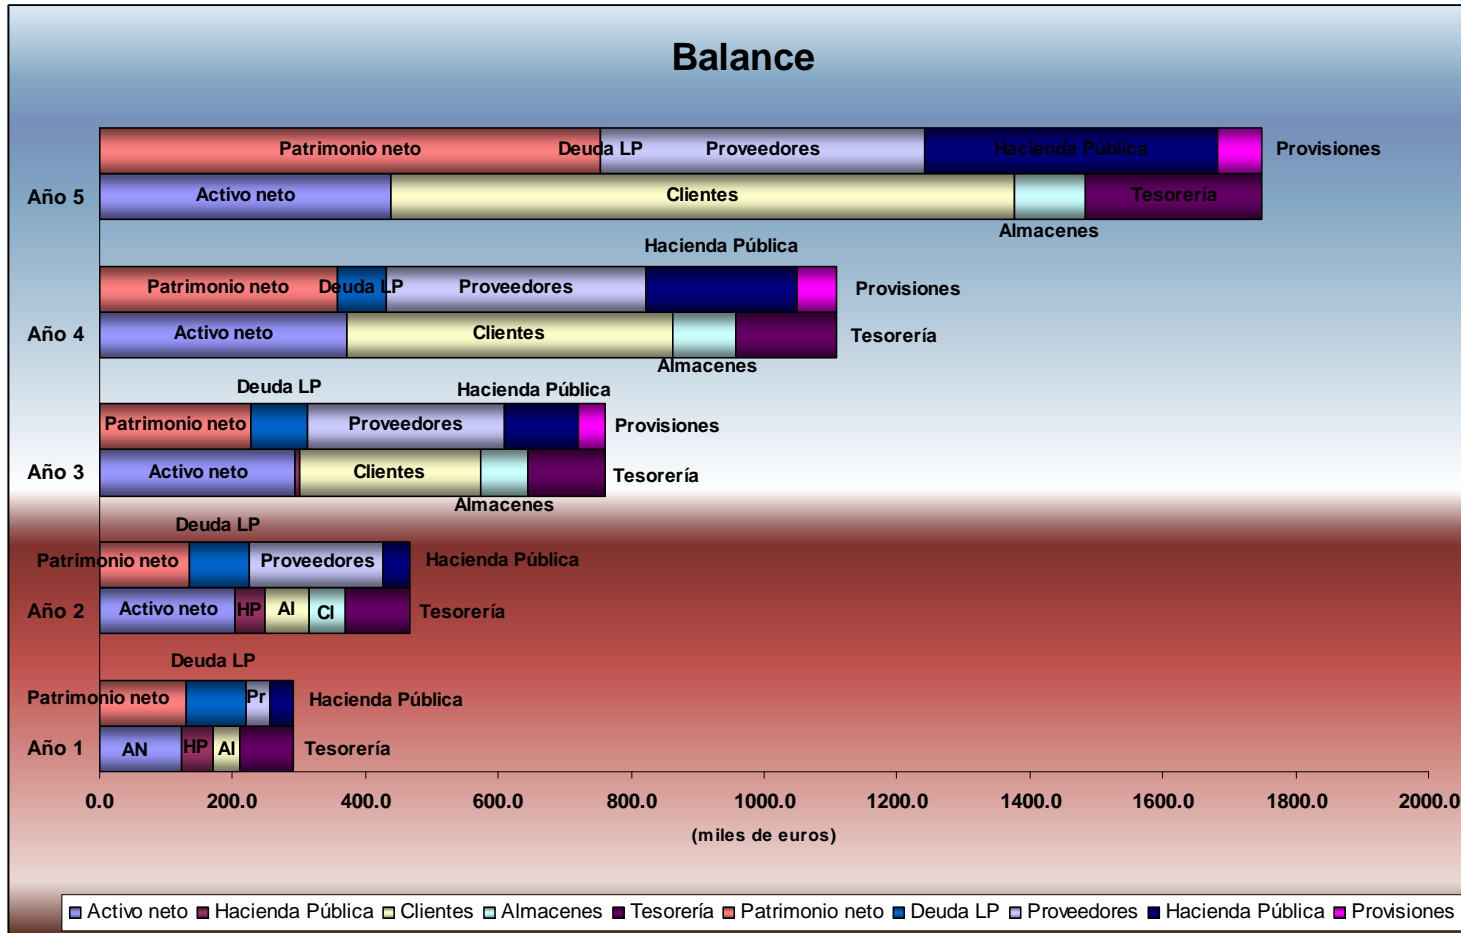 Balance
Patrimonio neto Deuda LP Proveedores Hacienda Pública Provisiones
Año 5 Activo neto Clientes Tesorería
Almacenes
Hacienda Pública
Patrimonio neto Deuda LP Proveedores Provisiones
Año 4 Activo neto Clientes Tesorería
Almacenes
Deuda LP Hacienda Pública
Patrimonio neto Proveedores Provisiones
Año 3 Activo neto Clientes Tesorería
Almacenes
Deuda LP
Patrimonio neto Proveedores Hacienda Pública
Año 2 Activo neto HP Al Cl Tesorería
Deuda LP
Patrimonio neto Pr Hacienda Pública
Año 1 AN HP Al Tesorería
0.0 200.0 400.0 600.0 800.0 1000.0 1200.0 1400.0 1600.0 1800.0 2000.0
(miles de euros)
Activo neto Hacienda Pública Clientes Almacenes Tesorería Patrimonio neto Deuda LP Proveedores Hacienda Pública Provisiones